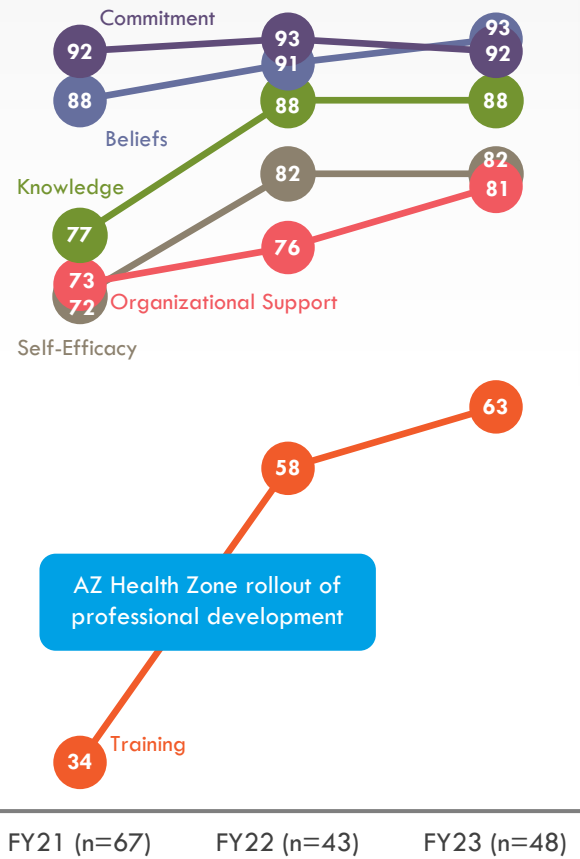 Commitment
92
93
93
92
91
88
Beliefs
88
88
Knowledge
77
82
82
81
76
73
72
Organizational Support
Self-Efficacy
63
58
AZ Health Zone rollout of
professional development
Training
34
FY21 (n=67) FY22 (n=43) FY23 (n=48)